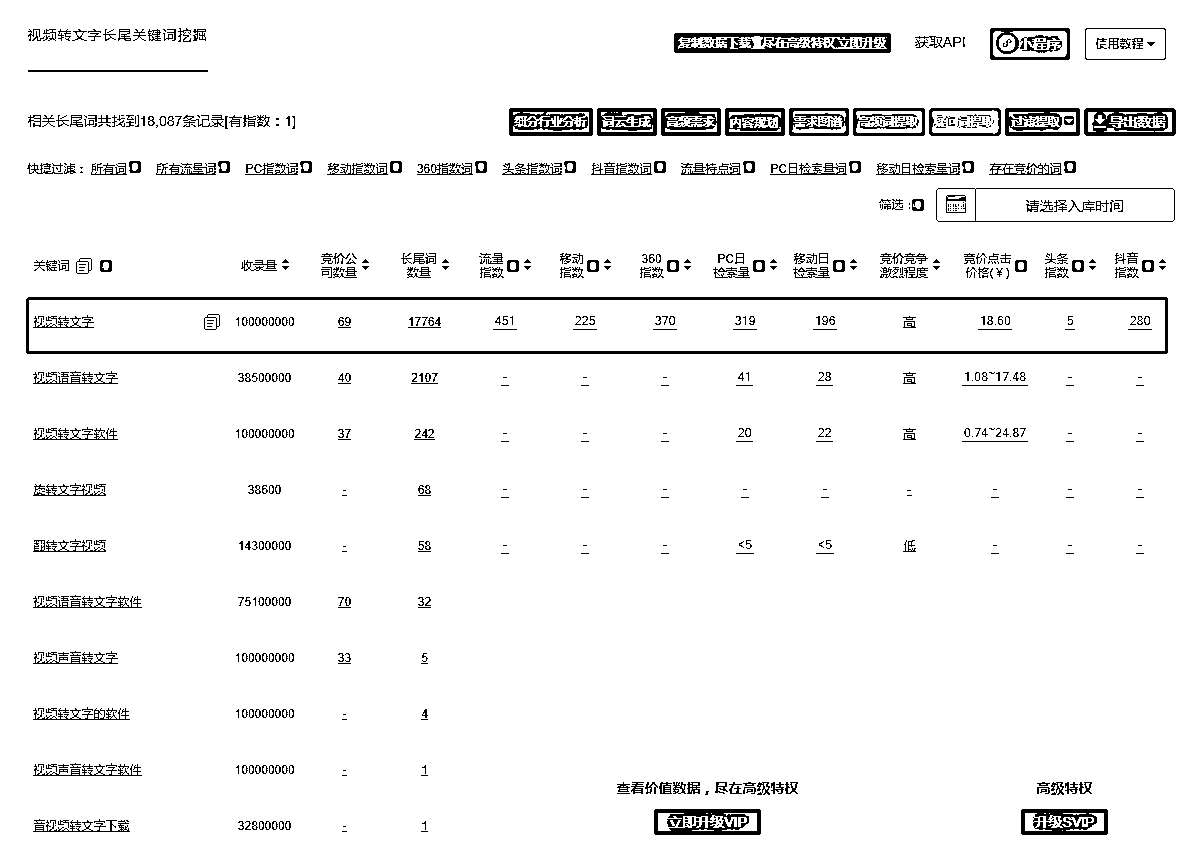 视频转文字长尾关键词挖掘
复制数据下载 尽在高级特权 立即升级 获取API 小程序 使用教程
相关长尾词共找到18,087条记录[有指数：1] 细分行业分析 词云生成 高级需求 内容规划 需求图谱 高频词提取 过滤提取 导出数据
快捷过滤： 所有词 所有流量词 PC指数词 移动指数词 360指数词 头条指数词 抖音指数词 流量特点词 PC日检索量词 移动日检索量词 存在竞价的词
筛选： 请选择入库时间
关键词 收录量 竞价公司数量 长尾词数量 流量指数 移动指数 360指数 PC日检索量 移动日检索量 竞价竞争激烈程度 竞价点击价格(¥) 头条指数 抖音指数
视频转文字 100000000 69 17764 451 225 370 319 196 高 18.60 5 280
视频语音转文字 38500000 40 2107 - - - 41 28 高 1.08~17.48 - -
视频转文字软件 100000000 37 242 - - - 20 22 高 0.74~24.87 - -
旋转文字视频 38600 - 68 - - - - - - - - -
翻转文字视频 14300000 - 58 - - - <5 <5 低 - - -
视频语音转文字软件 75100000 70 32
视频声音转文字 100000000 33 5
视频转文字的软件 100000000 - 4
视频声音转文字软件 100000000 - 1
查看价值数据，尽在高级特权 高级特权
立即升级VIP 升级SVIP
音视频转文字下载 32800000 - 1